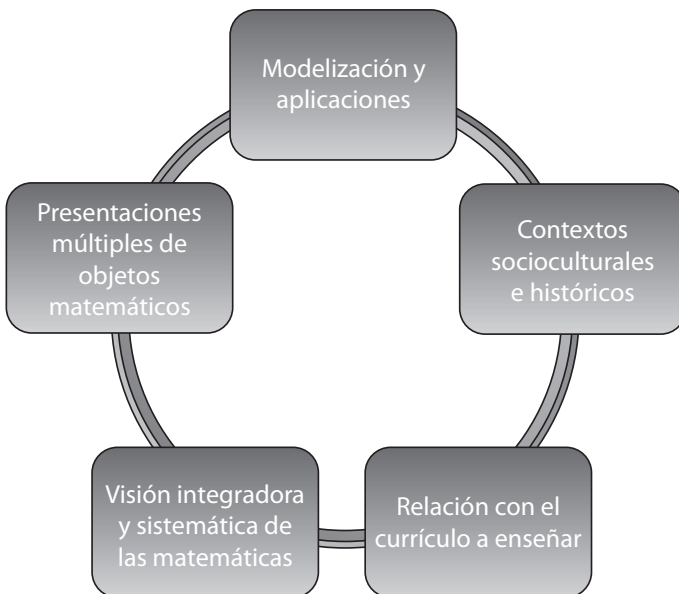 Modelización y
aplicaciones
Contextos
socioculturales
e históricos
Relación con el
currículo a enseñar
Visión integradora
y sistemática de
las matemáticas
Presentaciones
múltiples de
objetos
matemáticos